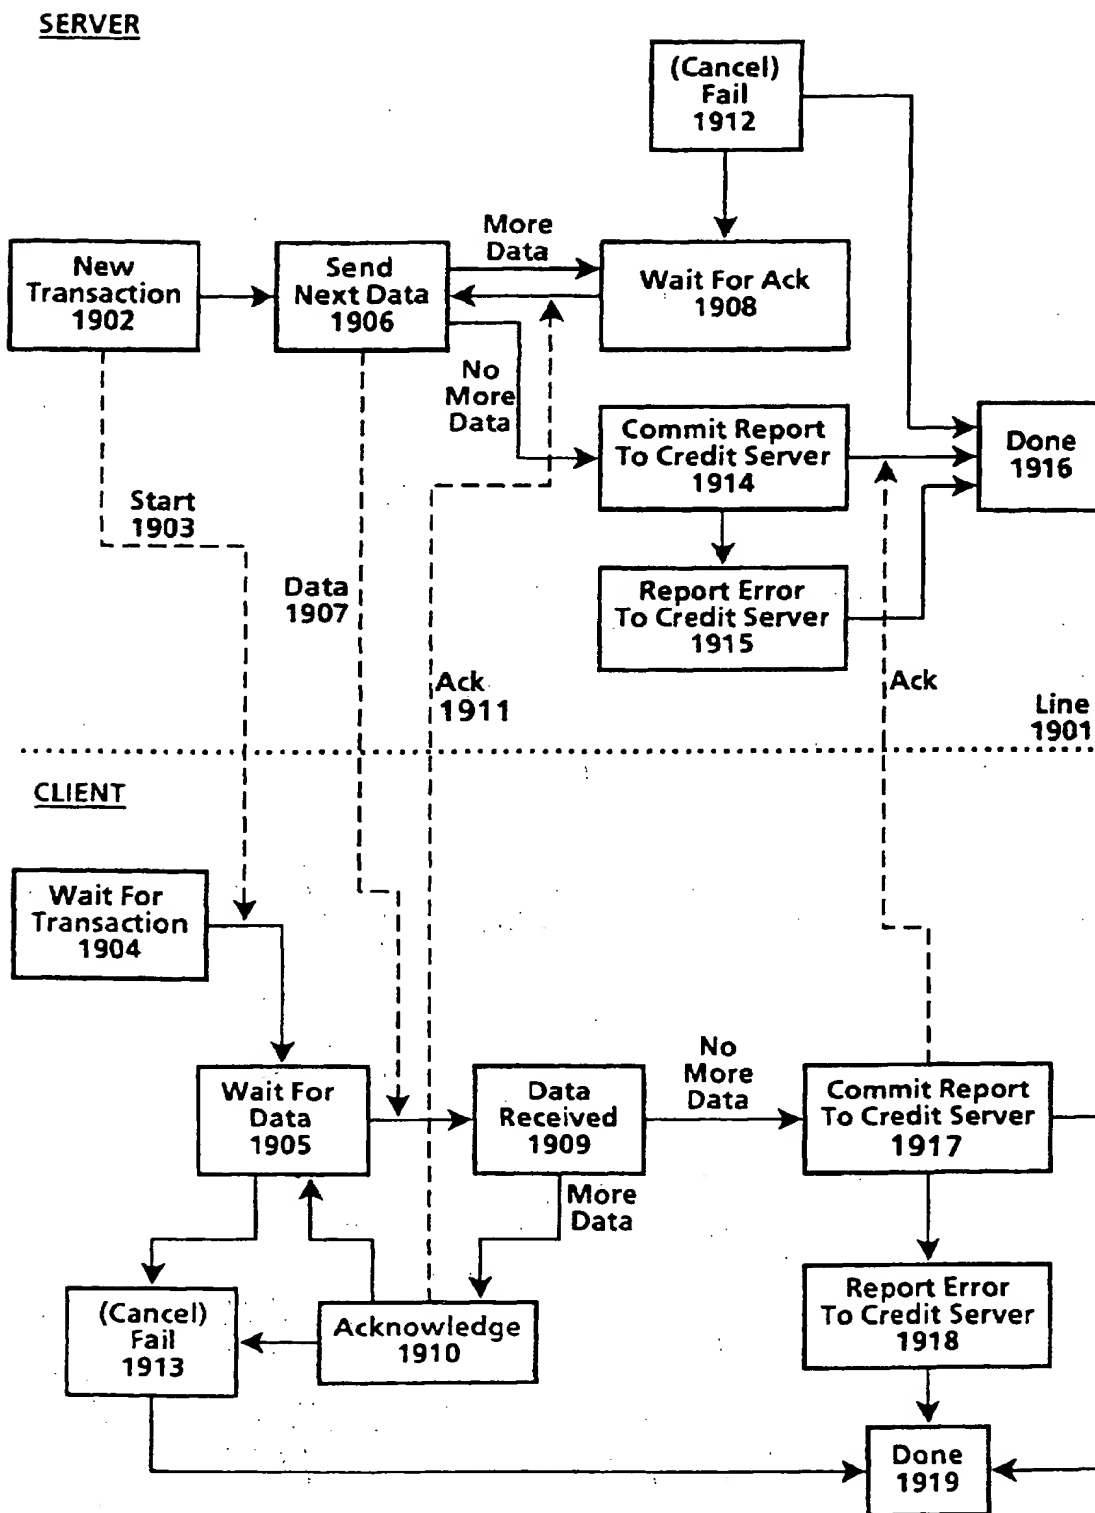 SERVER
(Cancel)
Fail
1912
New
Transaction
1902
Send
Next Data
1906
More
Data
Wait For Ack
1908
No
More
Data
Commit Report
To Credit Server
1914
Done
1916
Start
1903
Data
1907
Report Error
To Credit Server
1915
Ack
1911
Ack
Line
1901
CLIENT
Wait For
Transaction
1904
Wait For
Data
1905
Data
Received
1909
No
More
Data
Commit Report
To Credit Server
1917
More
Data
(Cancel)
Fail
1913
Acknowledge
1910
Report Error
To Credit Server
1918
Done
1919